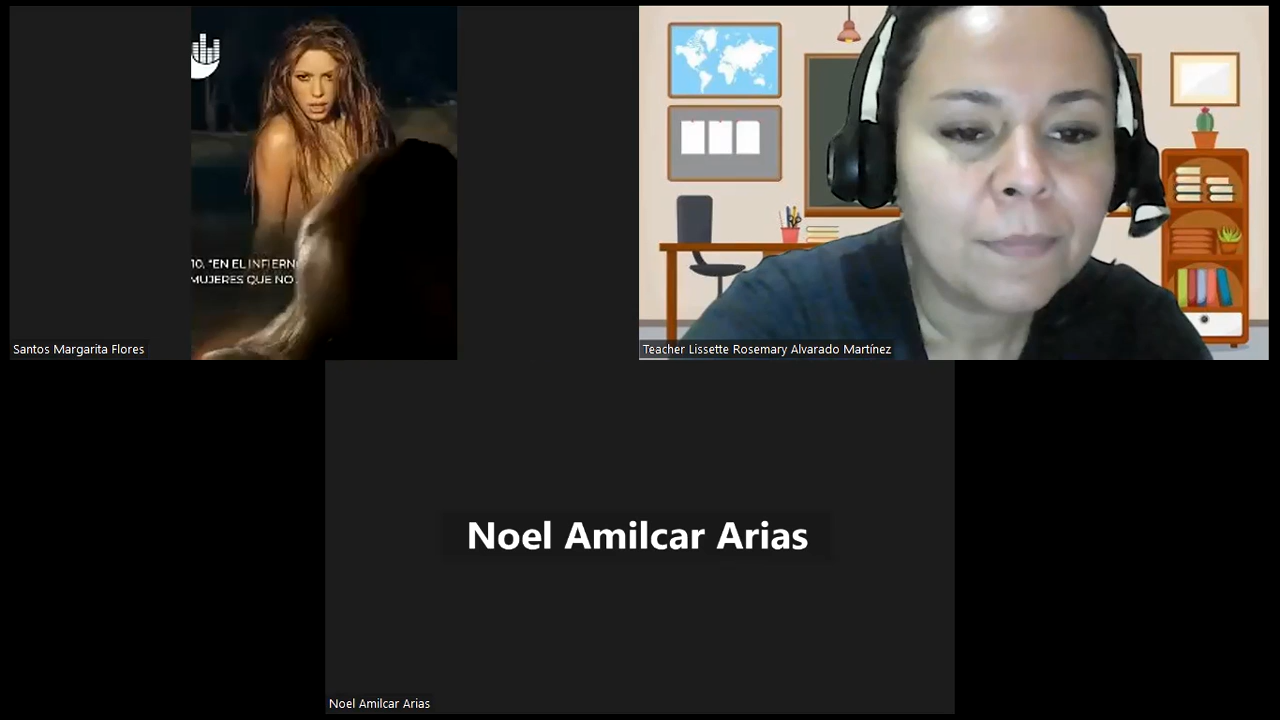 10. "EN EL INFIERN
MUJERES QUE NO
Santos Margarita Flores
Teacher Lissette Rosemary Alvarado Martínez
Noel Amilcar Arias
Noel Amilcar Arias